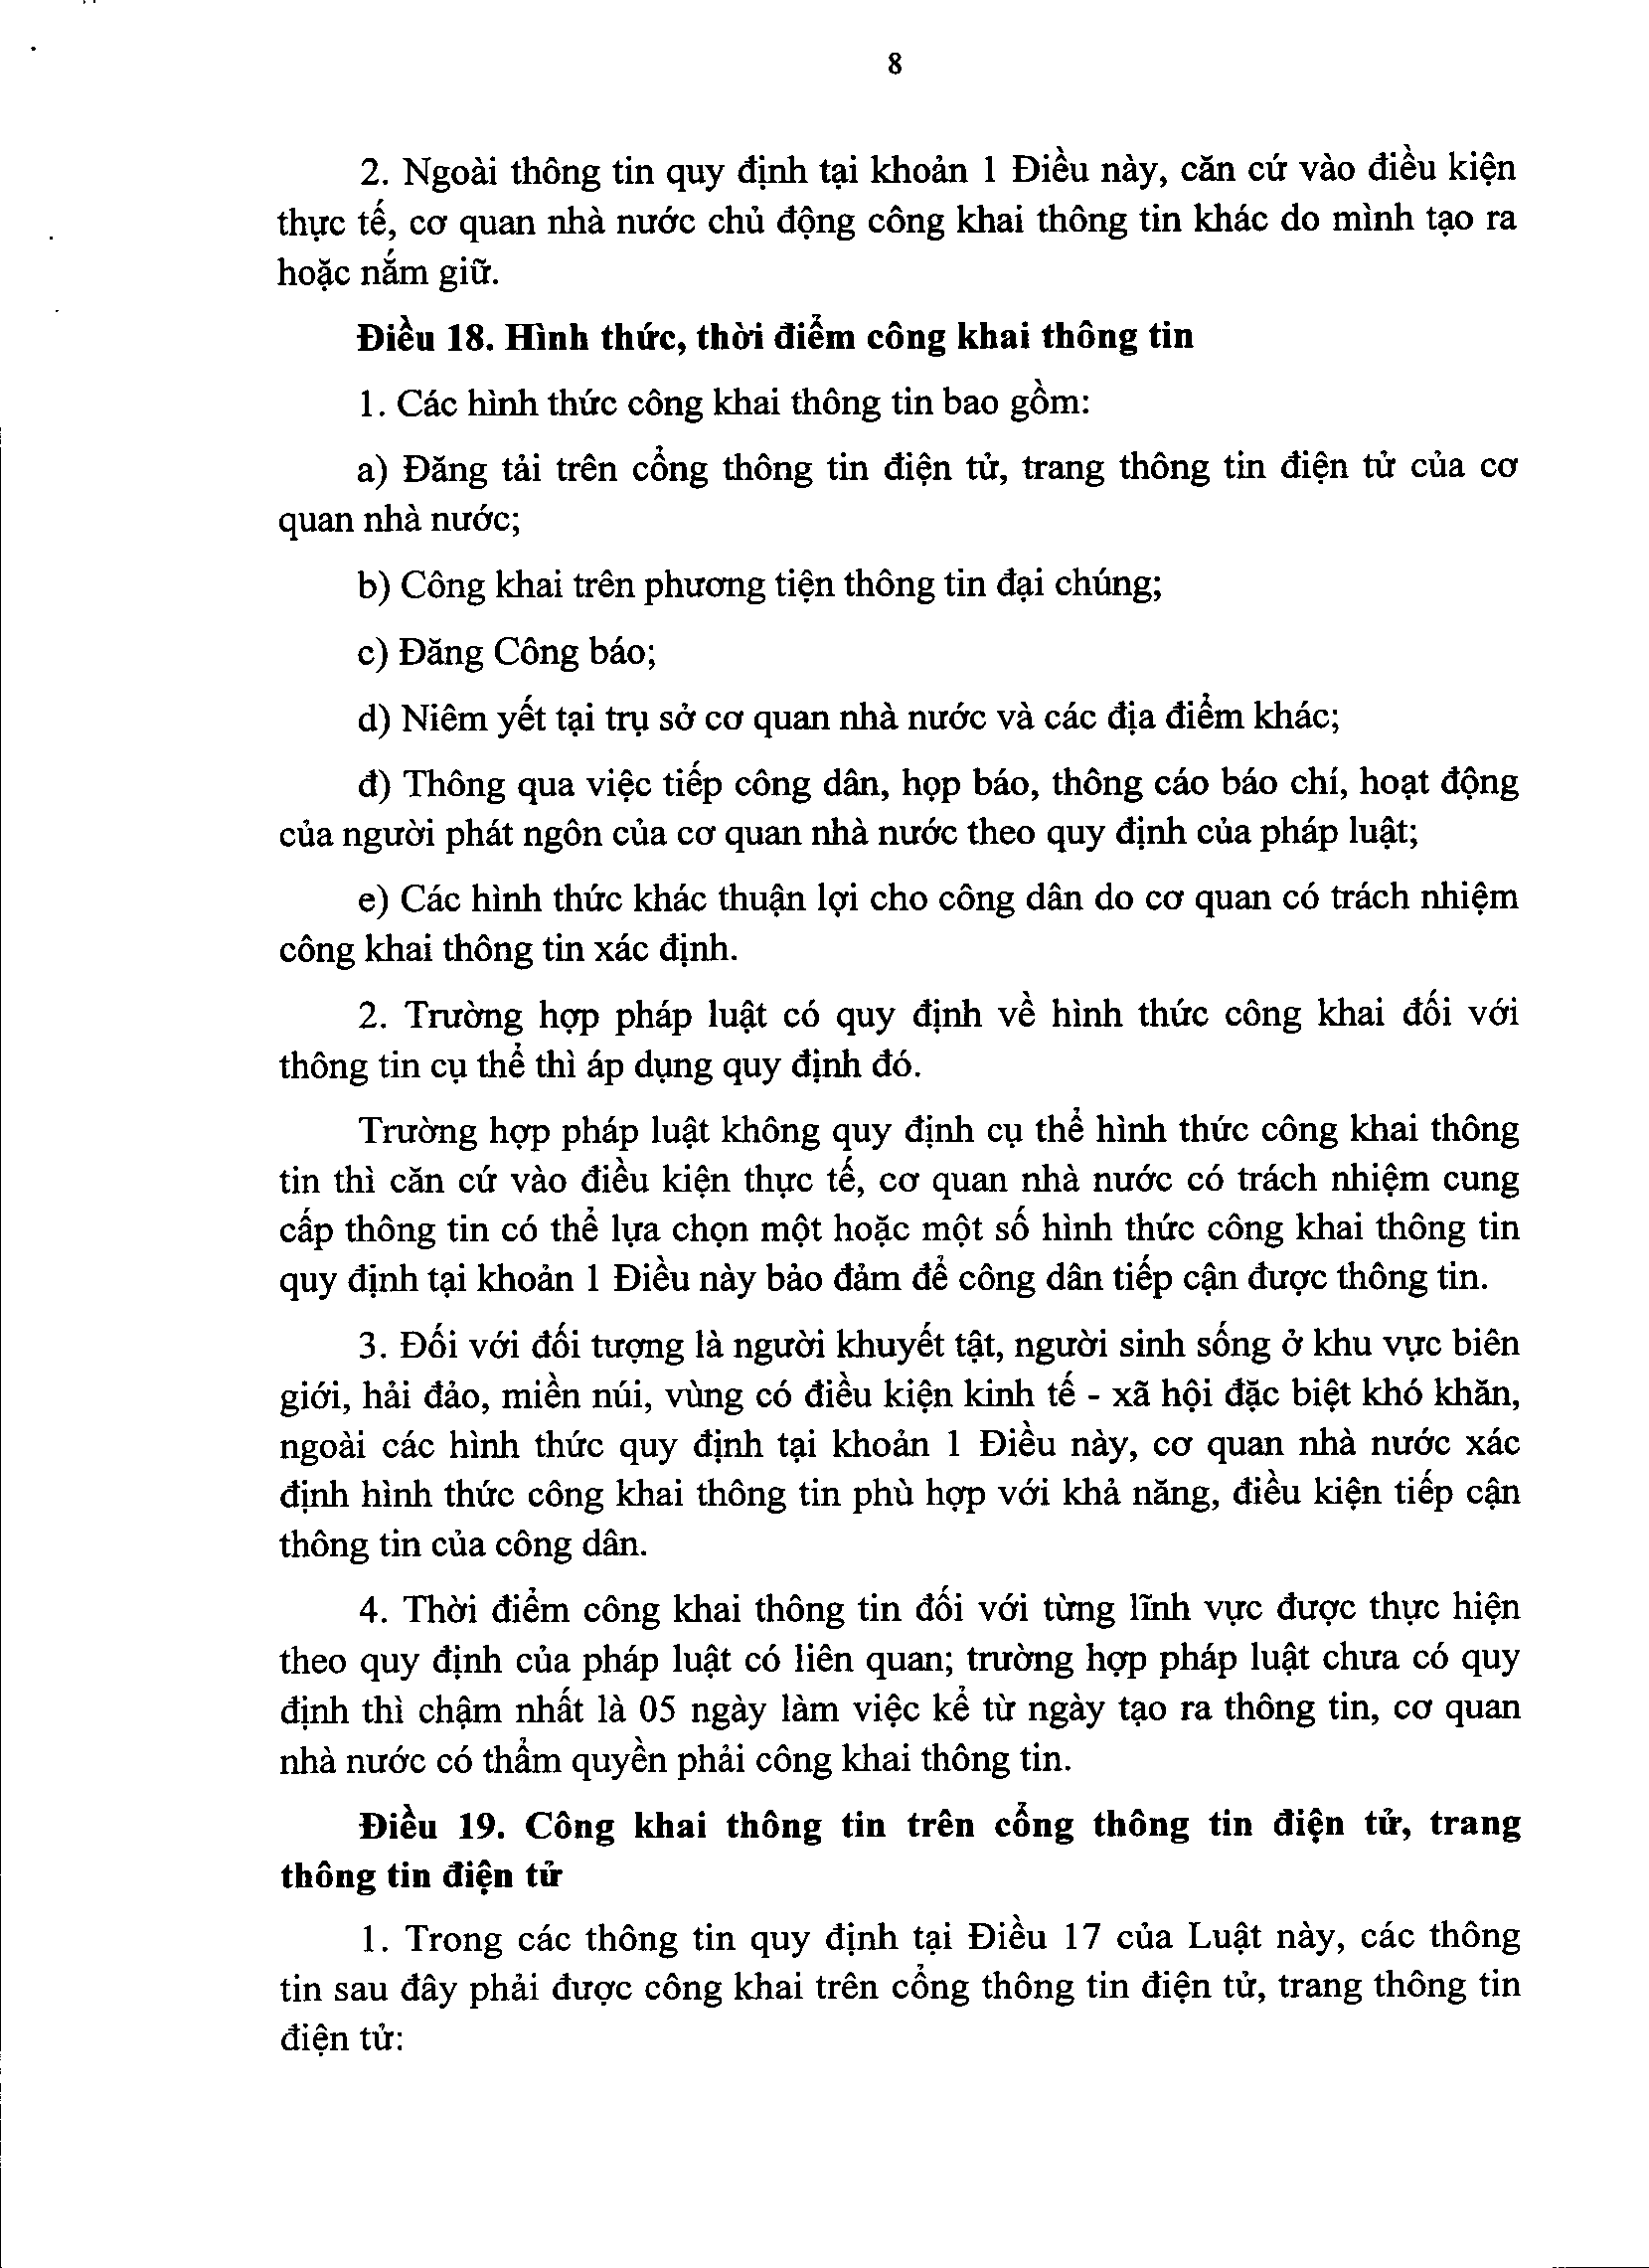 8
2. Ngoài thông tin quy định tại khoản 1 Điều này, căn cứ vào điều kiện
thực tế, cơ quan nhà nước chủ động công khai thông tin khác do mình tạo ra
hoặc nắm giữ.
Điều 18. Hình thức, thời điểm công khai thông tin
1. Các hình thức công khai thông tin bao gồm:
a) Đăng tải trên cổng thông tin điện tử, trang thông tin điện tử của cơ
quan nhà nước;
b) Công khai trên phương tiện thông tin đại chúng;
c) Đăng Công báo;
d) Niêm yết tại trụ sở cơ quan nhà nước và các địa điểm khác;
đ) Thông qua việc tiếp công dân, họp báo, thông cáo báo chí, hoạt động
của người phát ngôn của cơ quan nhà nước theo quy định của pháp luật;
e) Các hình thức khác thuận lợi cho công dân do cơ quan có trách nhiệm
công khai thông tin xác định.
2. Trường hợp pháp luật có quy định về hình thức công khai đối với
thông tin cụ thể thì áp dụng quy định đó.
Trường hợp pháp luật không quy định cụ thể hình thức công khai thông
tin thì căn cứ vào điều kiện thực tế, cơ quan nhà nước có trách nhiệm cung
cấp thông tin có thể lựa chọn một hoặc một số hình thức công khai thông tin
quy định tại khoản 1 Điều này bảo đảm để công dân tiếp cận được thông tin.
3. Đối với đối tượng là người khuyết tật, người sinh sống ở khu vực biên
giới, hải đảo, miền núi, vùng có điều kiện kinh tế - xã hội đặc biệt khó khăn,
ngoài các hình thức quy định tại khoản 1 Điều này, cơ quan nhà nước xác
định hình thức công khai thông tin phù hợp với khả năng, điều kiện tiếp cận
thông tin của công dân.
4. Thời điểm công khai thông tin đối với từng lĩnh vực được thực hiện
theo quy định của pháp luật có liên quan; trường hợp pháp luật chưa có quy
định thì chậm nhất là 05 ngày làm việc kể từ ngày tạo ra thông tin, cơ quan
nhà nước có thẩm quyền phải công khai thông tin.
Điều 19. Công khai thông tin trên cổng thông tin điện tử, trang
thông tin điện tử
1. Trong các thông tin quy định tại Điều 17 của Luật này, các thông
tin sau đây phải được công khai trên cổng thông tin điện tử, trang thông tin
điện tử: